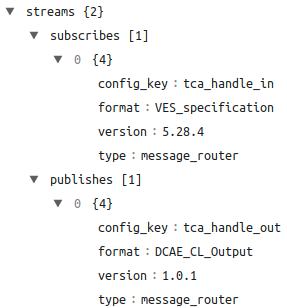 ▼ streams {2}
▼ subscribes [1]
▼ 0 {4}
config_key : tca_handle_in
format : VES_specification
version : 5.28.4
type : message_router
▼ publishes [1]
▼ 0 {4}
config_key : tca_handle_out
format : DCAE_CL_Output
version : 1.0.1
type : message_router